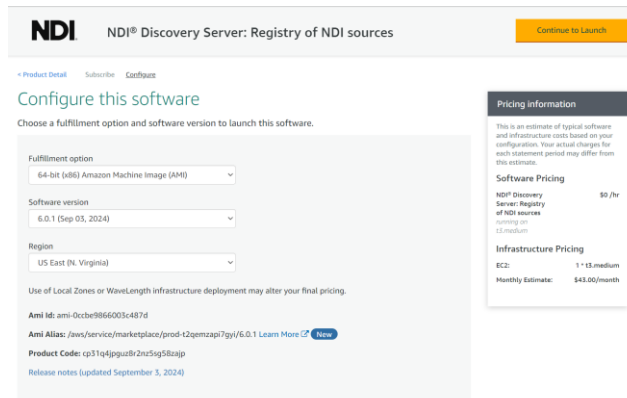 NDI
NDI® Discovery Server: Registry of NDI sources
Continue to Launch
< Product Detail Subscribe Configure
Configure this software
Choose a fulfillment option and software version to launch this software.
Fulfillment option
64-bit (x86) Amazon Machine Image (AMI)
Software version
6.0.1 (Sep 03, 2024)
Region
US East (N. Virginia)
Use of Local Zones or WaveLength infrastructure deployment may alter your final pricing.
Ami Id: ami-0ccbe9866003c487d
Ami Alias: /aws/service/marketplace/prod-t2qemzapi7gyi/6.0.1 Learn More New
Product Code: cp31q4jpguz8r2nz5sg58zajp
Release notes (updated September 3, 2024)
Pricing information
This is an estimate of typical software
and infrastructure costs based on your
configuration. Your actual charges for
each statement period may differ from
this estimate.
Software Pricing
NDI® Discovery $0 /hr
Server: Registry
of NDI sources
running on
t3.medium
Infrastructure Pricing
EC2: 1 * t3.medium
Monthly Estimate: $43.00/month